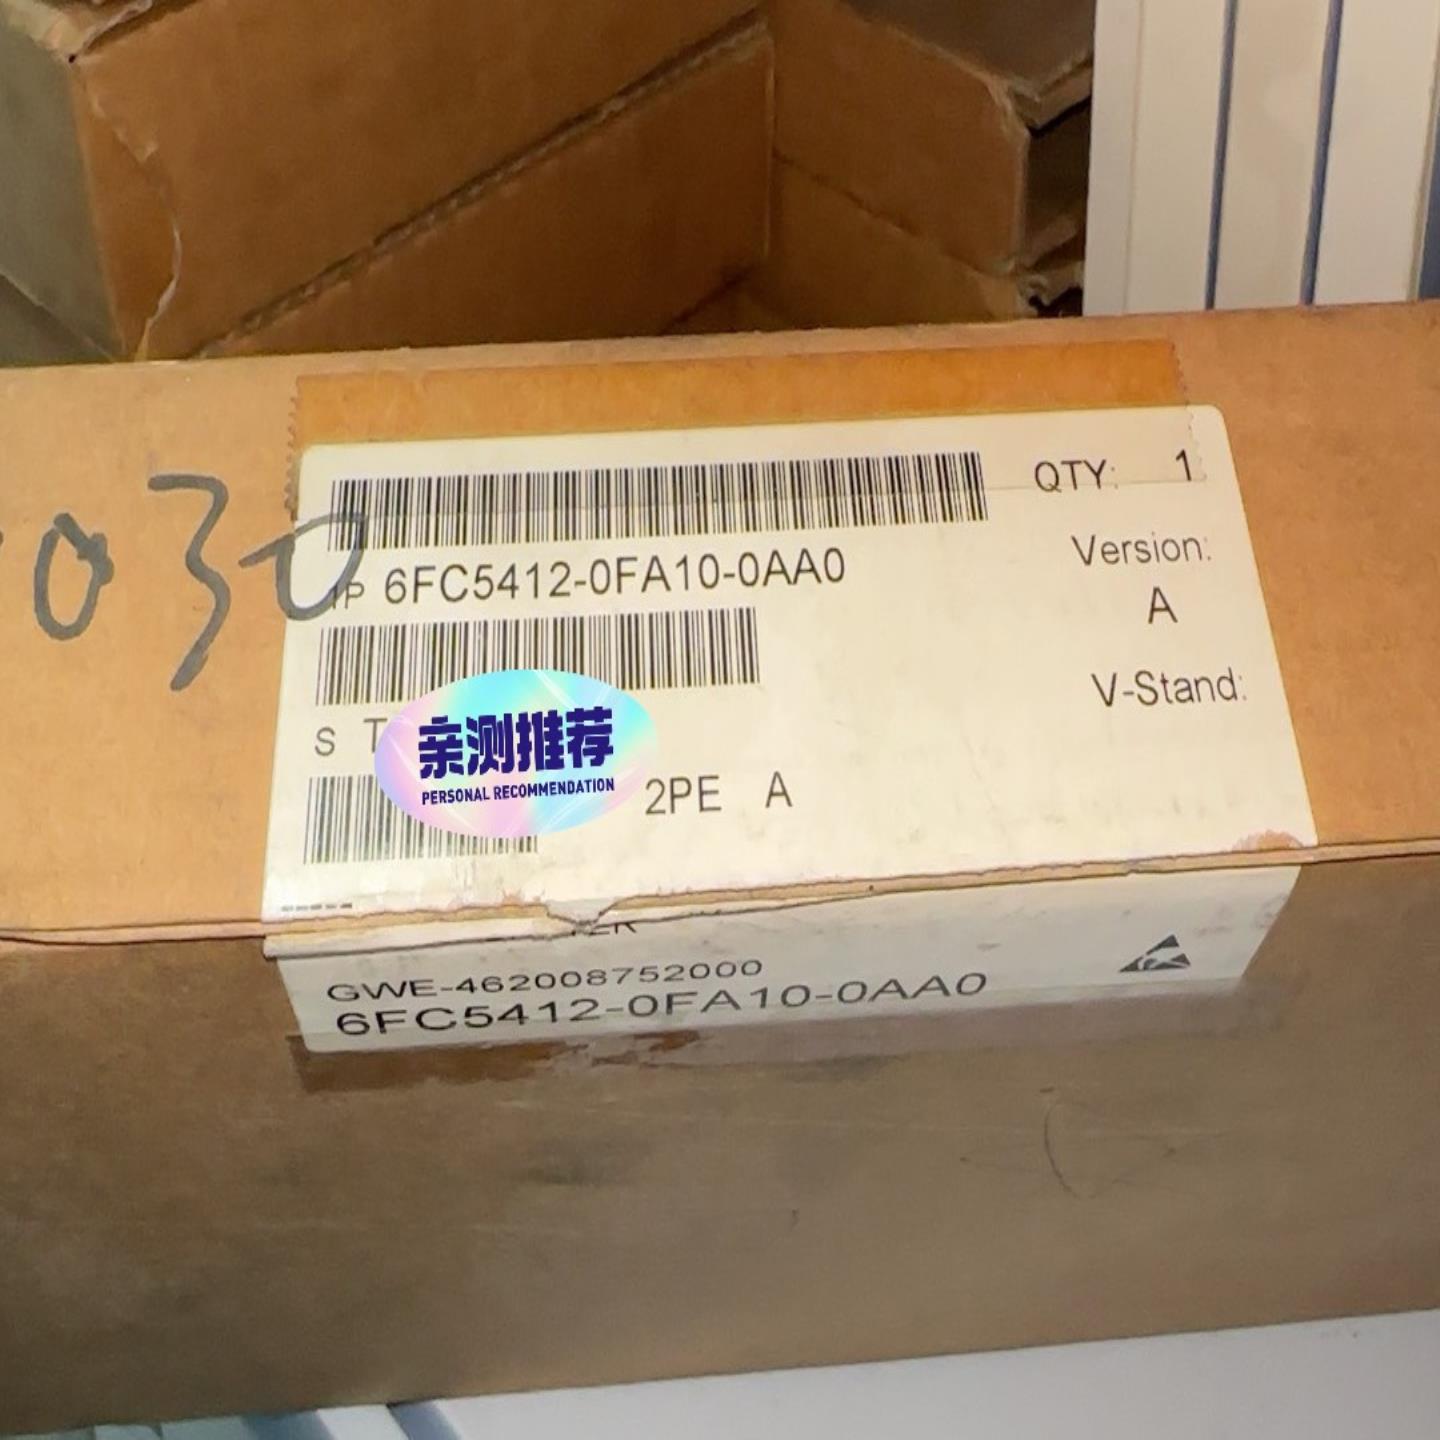 030
QTY: 1
1P 6FC5412-0FA10-0AA0
Version:
A
S T
V-Stand:
亲测推荐
PERSONAL RECOMMENDATION
2PE A
GWE-462008752000
6FC5412-0FA10-0AA0